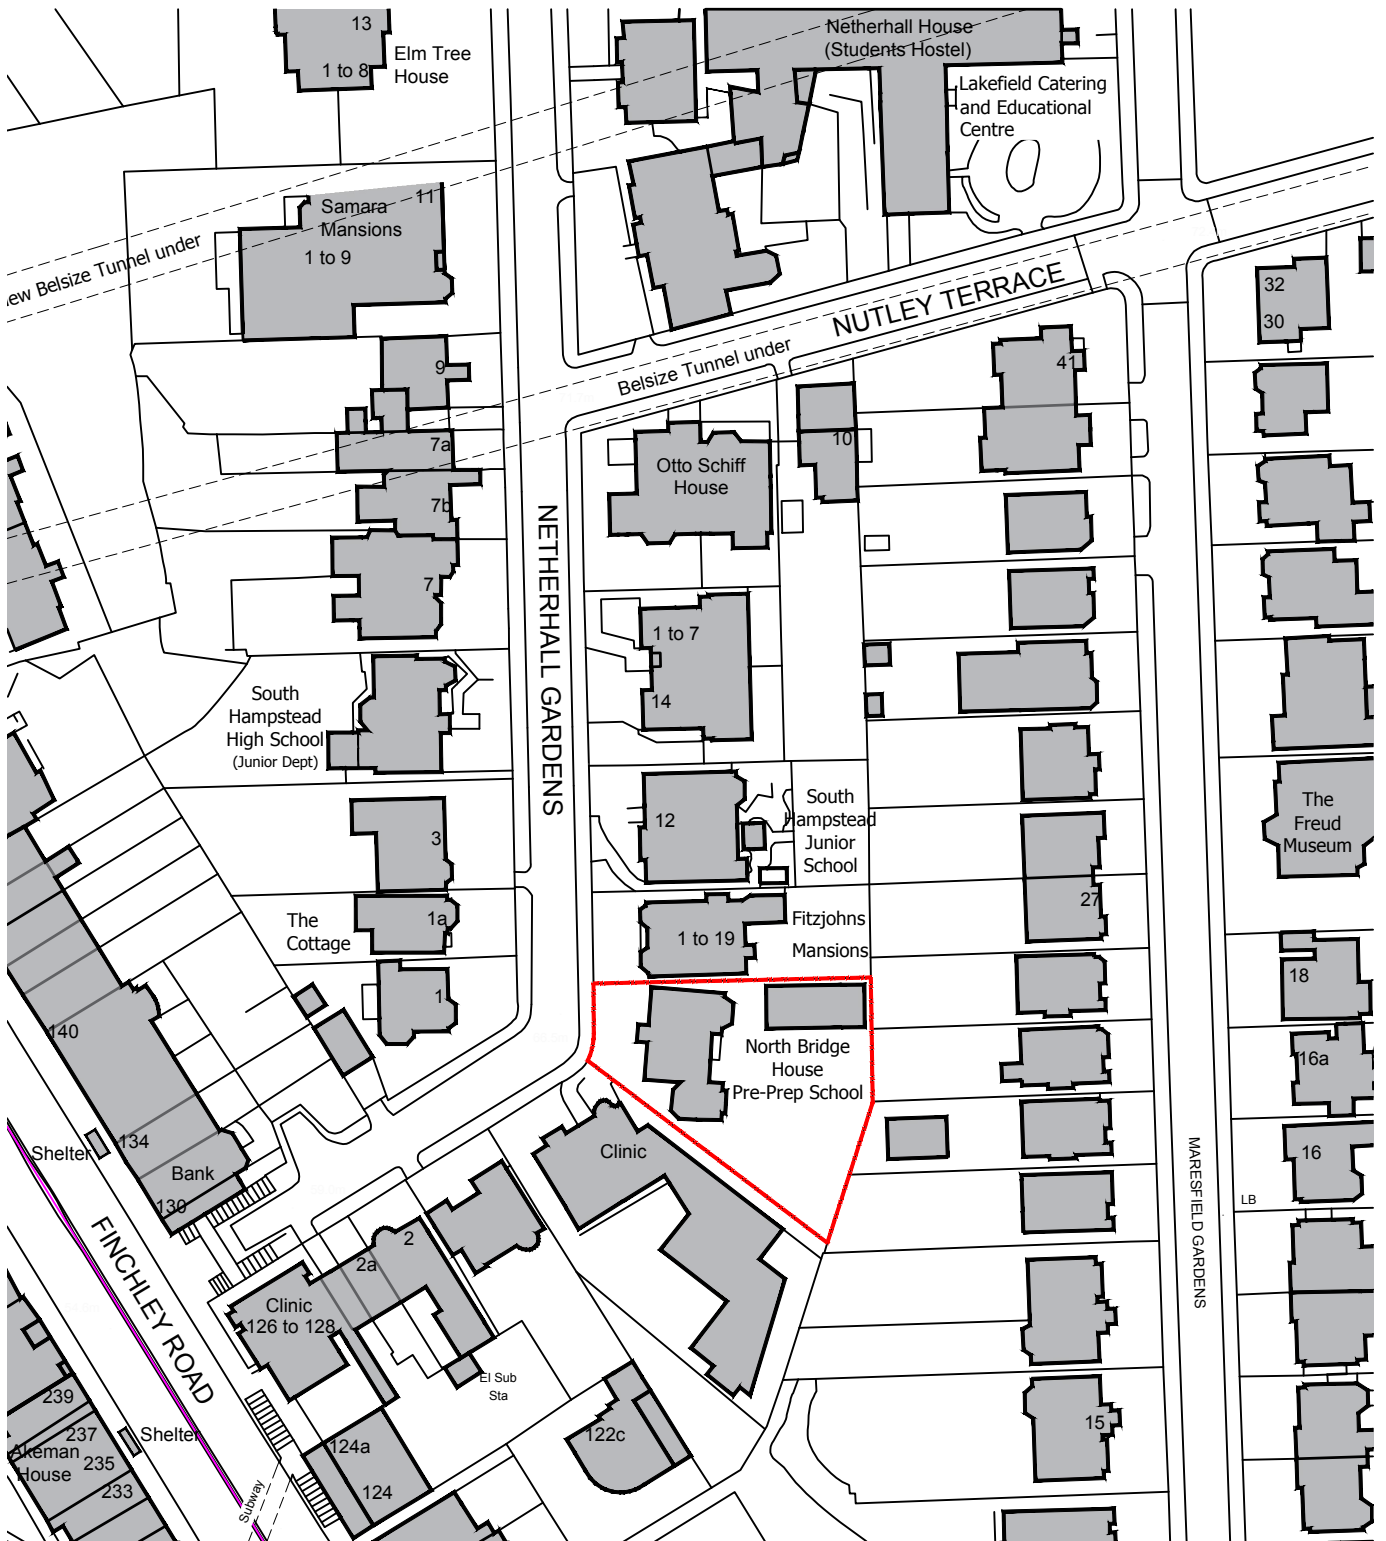 13
1 to 8
Elm Tree
House
Netherhall House
(Students Hostel)
Lakefield Catering
and Educational
Centre
11
Samara
Mansions
1 to 9
ew Belsize Tunnel under
NUTLEY TERRACE
Belsize Tunnel under
32
30
9
41
7a
10
Otto Schiff
House
7b
NETHERHALL GARDENS
7
1 to 7
14
South
Hampstead
High School
(Junior Dept)
3
12
South
Hampstead
Junior
School
The
Freud
Museum
27
The
Cottage
1a
1 to 19
Fitzjohns
Mansions
18
1
140
North Bridge
House
Pre-Prep School
16a
Shelter
134
Bank
130
Clinic
MARESFIELD GARDENS
16
LB
FINCHLEY ROAD
2
2a
Clinic
126 to 128
El Sub
Sta
239
237
235
233
Akeman
House
Shelter
124a
124
122c
15
Subway